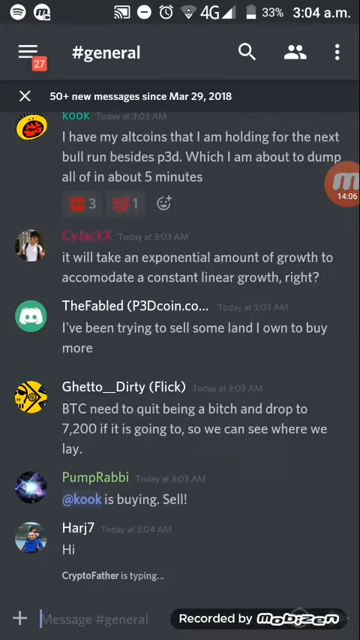 4G 33% 3:04 a.m.
#general
27
50+ new messages since Mar 29, 2018
kook Today at 3:03 AM
I have my altcoins that I am holding for the next
bull run besides p3d. Which I am about to dump
all of in about 5 minutes
3 1
14:06
CyJackX Today at 3:03 AM
it will take an exponential amount of growth to
accomodate a constant linear growth, right?
TheFabled (P3Dcoin.co... Today at 3:03 AM
I've been trying to sell some land I own to buy
more
Ghetto__Dirty (Flick) Today at 3:03 AM
BTC need to quit being a bitch and drop to
7,200 if it is going to, so we can see where we
lay.
PumpRabbi Today at 3:03 AM
@kook is buying. Sell!
Harj7 Today at 3:04 AM
Hi
CryptoFather is typing...
Message #general
Recorded by mobizen